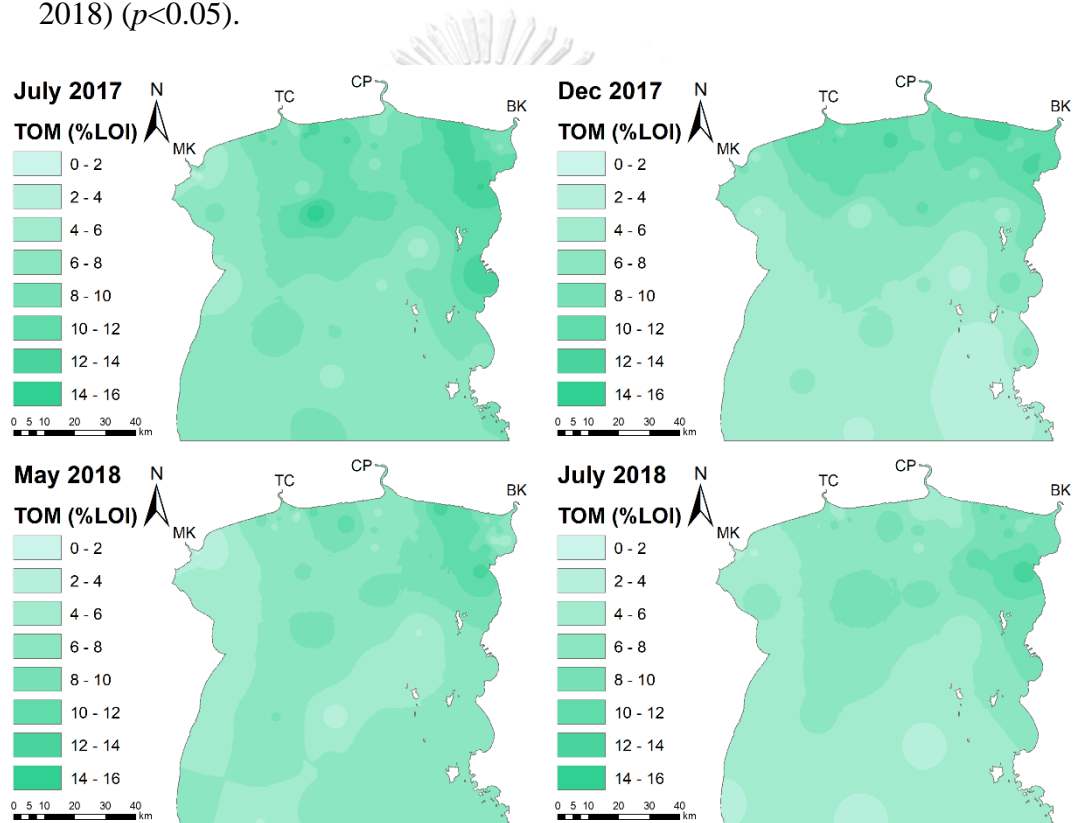 2018) (p<0.05).
July 2017
N
TC
CP
BK
MK
TOM (%LOI)
0 - 2
2 - 4
4 - 6
6 - 8
8 - 10
10 - 12
12 - 14
14 - 16
0 5 10 20 30 40
km
Dec 2017
N
TC
CP
BK
MK
TOM (%LOI)
0 - 2
2 - 4
4 - 6
6 - 8
8 - 10
10 - 12
12 - 14
14 - 16
0 5 10 20 30 40
km
May 2018
N
TC
CP
BK
MK
TOM (%LOI)
0 - 2
2 - 4
4 - 6
6 - 8
8 - 10
10 - 12
12 - 14
14 - 16
0 5 10 20 30 40
km
July 2018
N
TC
CP
BK
MK
TOM (%LOI)
0 - 2
2 - 4
4 - 6
6 - 8
8 - 10
10 - 12
12 - 14
14 - 16
0 5 10 20 30 40
km